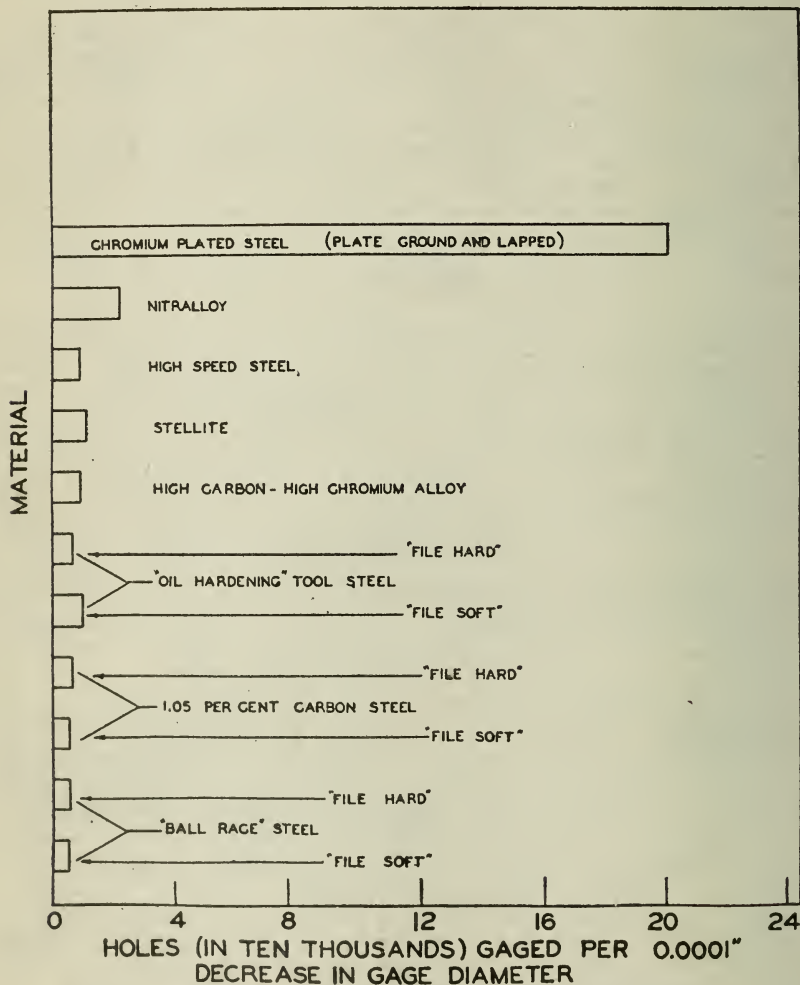 CHROMIUM PLATED STEEL (PLATE GROUND AND LAPPED)
NITRALLOY
HIGH SPEED STEEL,
STELLITE
HIGH CARBON - HIGH CHROMIUM ALLOY
"FILE HARD"
"OIL HARDENING" TOOL STEEL
"FILE SOFT"
"FILE HARD"
1.05 PER CENT CARBON STEEL
"FILE SOFT"
"FILE HARD"
"BALL RACE" STEEL
"FILE SOFT"
MATERIAL
0 4 8 12 16 20 24
HOLES (IN TEN THOUSANDS) GAGED PER 0.0001"
DECREASE IN GAGE DIAMETER